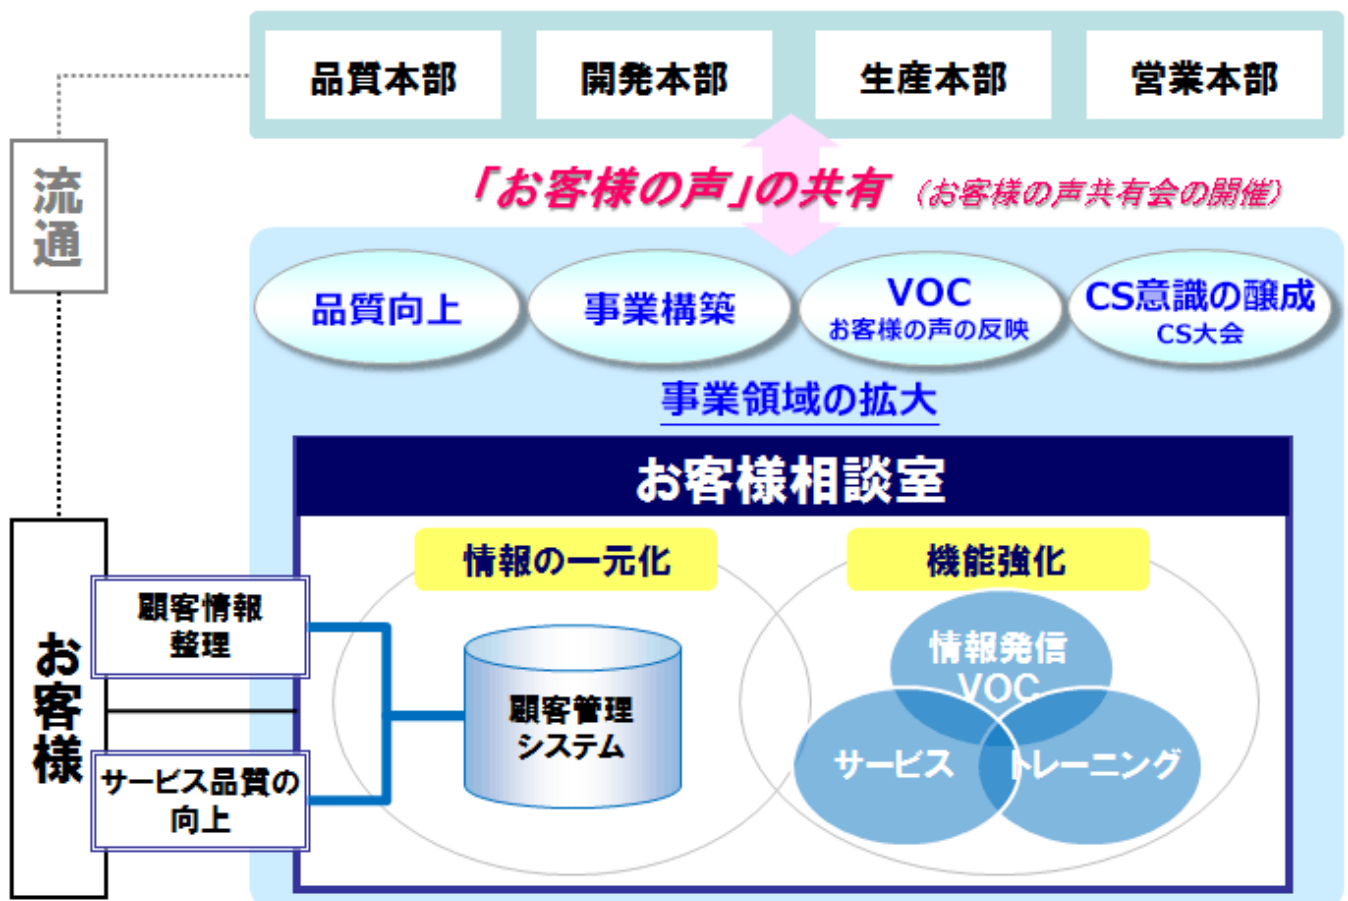 品質本部
開発本部
生産本部
営業本部
流通
「お客様の声」の共有 (お客様の声共有会の開催)
品質向上
事業構築
VOC
お客様の声の反映
CS意識の醸成
CS大会
事業領域の拡大
お客様相談室
情報の一元化
機能強化
お客様
顧客情報
整理
サービス品質の
向上
顧客管理
システム
情報発信
VOC
サービス
トレーニング